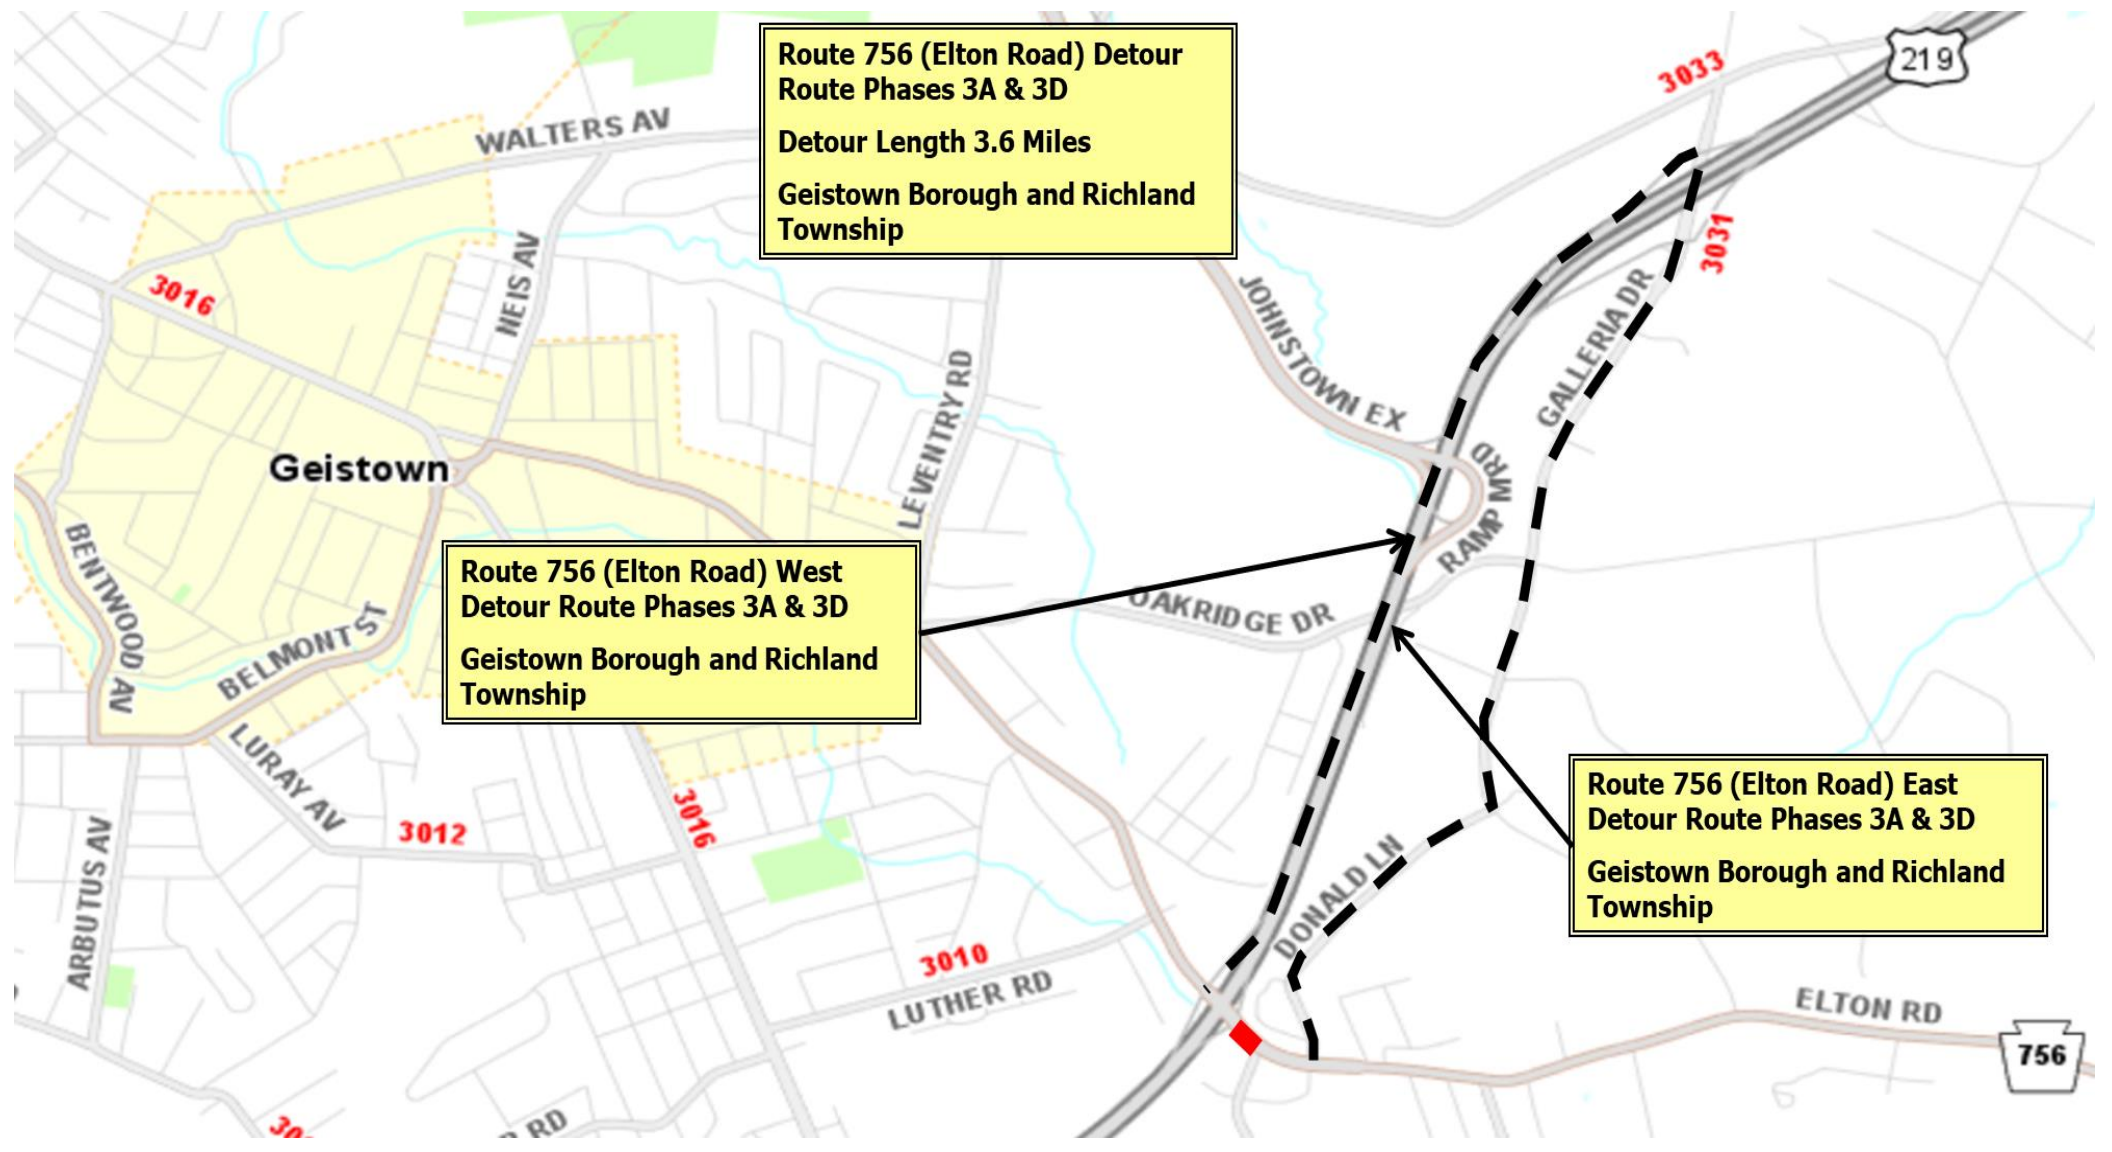 Route 756 (Elton Road) Detour
Route Phases 3A & 3D
Detour Length 3.6 Miles
Geistown Borough and Richland
Township
219
3033
WALTERS AV
3031
3016
NEIS AV
JOHNSTOWN EX
GALLERIA DR
LEVENTRY RD
Geistown
RAMP MRD
BENTWOOD AV
Route 756 (Elton Road) West
Detour Route Phases 3A & 3D
Geistown Borough and Richland
Township
OAKRIDGE DR
BELMONT ST
LURAY AV
3012
3016
Route 756 (Elton Road) East
Detour Route Phases 3A & 3D
Geistown Borough and Richland
Township
ARBUTUS AV
DONALD LN
3010
LUTHER RD
ELTON RD
756
RD